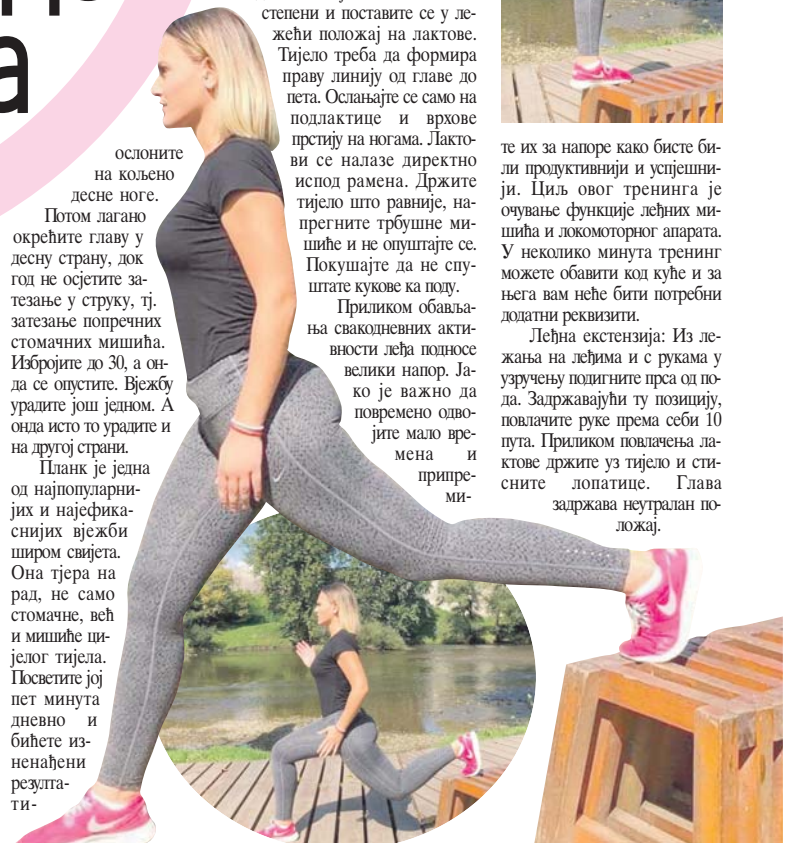 а
ослоните
на кољено
десне ноге.
Потом лагано
окрећите главу у
десну страну, док
год не осјетите за-
тезање у струку, тј.
затезање попречних
стомачних мишића.
Избројите до 30, а он-
да се опустите. Вјежбу
урадите још једном. А
онда исто то урадите и
на другој страни.
Планк је једна
од најпопуларни-
јих и најефика-
снијих вјежби
широм свијета.
Она тјера на
рад, не само
стомачне, већ
и мишиће ци-
јелог тијела.
Посветите јој
пет минута
дневно и
бићете из-
ненађени
резулта-
ти-
степени и поставите се у ле-
жећи положај на лактове.
Тијело треба да формира
праву линију од главе до
пета. Ослањајте се само на
подлактице и врхове
прстију на ногама. Лакто-
ви се налазе директно
испод рамена. Држите
тијело што равније, на-
прегните трбушне ми-
шиће и не опуштајте се.
Покушајте да не спу-
штате кукове ка поду.
Приликом обавља-
ња свакодневних акти-
вности леђа подносе
велики напор. Ја-
ко је важно да
повремено одво-
јите мало вре-
мена и
припре-
ми-
те их за напоре како бисте би-
ли продуктивнији и успјешни-
ји. Циљ овог тренинга је
очување функције леђних ми-
шића и локомоторног апарата.
У неколико минута тренинг
можете обавити код куће и за
њега вам неће бити потребни
додатни реквизити.
Леђна екстензија: Из ле-
жања на леђима и с рукама у
узручењу подигните прса од по-
да. Задржавајући ту позицију,
повлачите руке према себи 10
пута. Приликом повлачења ла-
ктове држите уз тијело и сти-
сните лопатице. Глава
задржава неутралан по-
ложај.